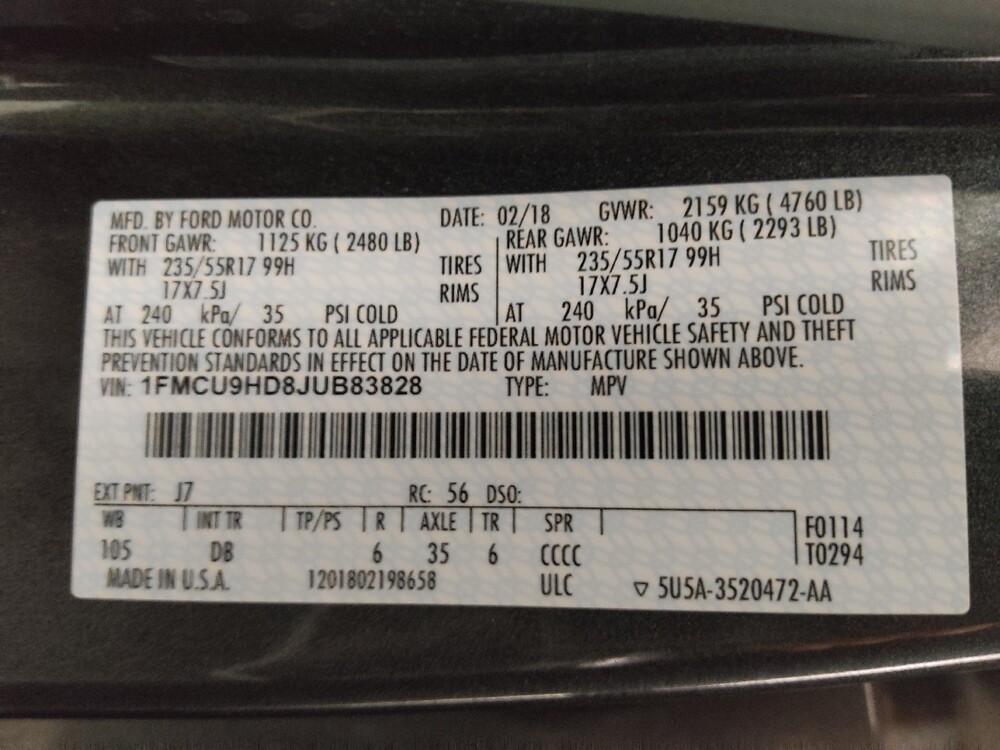 MFD. BY FORD MOTOR CO. DATE: 02/18 GVWR: 2159 KG ( 4760 LB)
FRONT GAWR: 1125 KG ( 2480 LB) REAR GAWR: 1040 KG ( 2293 LB)
WITH 235/55R17 99H TIRES WITH 235/55R17 99H TIRES
17X7.5J RIMS 17X7.5J RIMS
AT 240 kPa/ 35 PSI COLD AT 240 kPa/ 35 PSI COLD
THIS VEHICLE CONFORMS TO ALL APPLICABLE FEDERAL MOTOR VEHICLE SAFETY AND THEFT
PREVENTION STANDARDS IN EFFECT ON THE DATE OF MANUFACTURE SHOWN ABOVE.
VIN: 1FMCU9HD8JUB83828 TYPE: MPV
EXT PNT: J7 RC: 56 DSO:
WB INT TR TP/PS R AXLE TR SPR F0114
105 DB 6 35 6 CCCC T0294
MADE IN U.S.A. 1201802198658 ULC ▽ 5U5A-3520472-AA